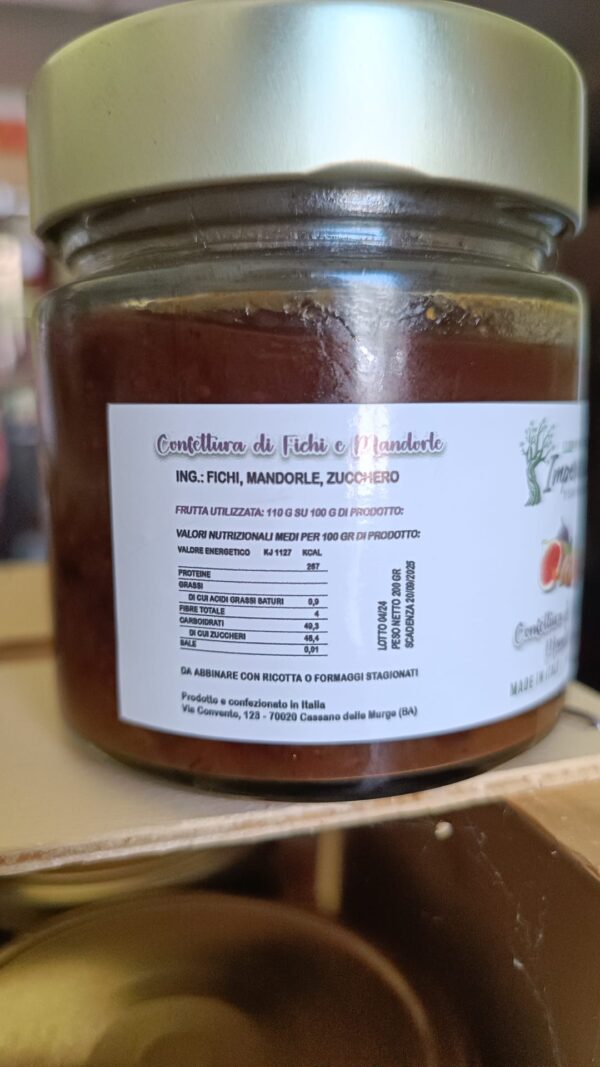 Confettura di Fichi e Mandorle
ING.: FICHI, MANDORLE, ZUCCHERO
FRUTTA UTILIZZATA: 110 G SU 100 G DI PRODOTTO:
VALORI NUTRIZIONALI MEDI PER 100 GR DI PRODOTTO:
VALORE ENERGETICO KJ 1127 KCAL
267
PROTEINE
GRASSI
DI CUI ACIDI GRASSI SATURI 0,9
FIBRE TOTALE 4
CARBOIDRATI 49,3
DI CUI ZUCCHERI 46,4
SALE 0,01
LOTTO 04/24
PESO NETTO 200 GR
SCADENZA 20/09/2025
DA ABBINARE CON RICOTTA O FORMAGGI STAGIONATI
Prodotto e confezionato in Italia
Via Convento, 123 - 70020 Cassano delle Murge (BA)
Confettura
MADE IN ITALY